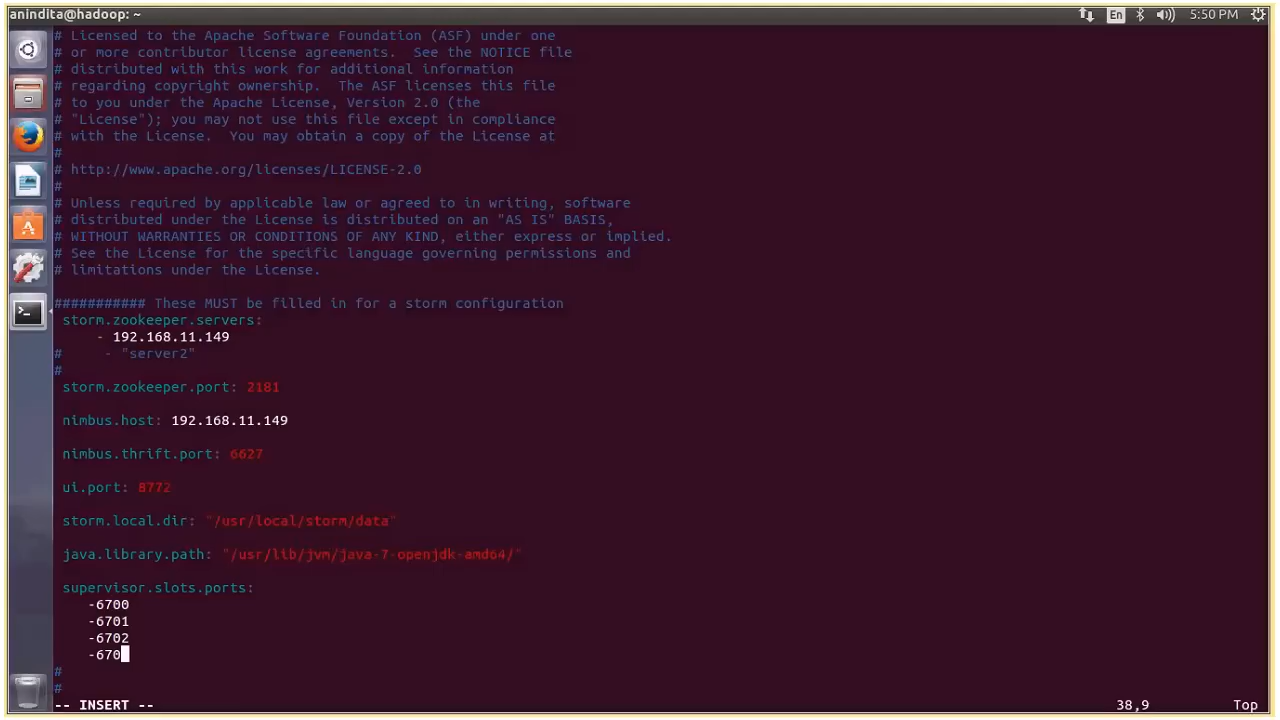 anindita@hadoop: ~
En
5:50 PM
# Licensed to the Apache Software Foundation (ASF) under one
# or more contributor license agreements.  See the NOTICE file
# distributed with this work for additional information
# regarding copyright ownership.  The ASF licenses this file
# to you under the Apache License, Version 2.0 (the
# "License"); you may not use this file except in compliance
# with the License.  You may obtain a copy of the License at
#
# http://www.apache.org/licenses/LICENSE-2.0
#
# Unless required by applicable law or agreed to in writing, software
# distributed under the License is distributed on an "AS IS" BASIS,
# WITHOUT WARRANTIES OR CONDITIONS OF ANY KIND, either express or implied.
# See the License for the specific language governing permissions and
# limitations under the License.
########### These MUST be filled in for a storm configuration
storm.zookeeper.servers:
- 192.168.11.149
#     - "server2"
#
storm.zookeeper.port: 2181
nimbus.host: 192.168.11.149
nimbus.thrift.port: 6627
ui.port: 8772
storm.local.dir: "/usr/local/storm/data"
java.library.path: "/usr/lib/jvm/java-7-openjdk-amd64/"
supervisor.slots.ports:
-6700
-6701
-6702
-670
#
#
-- INSERT --
38,9
Top